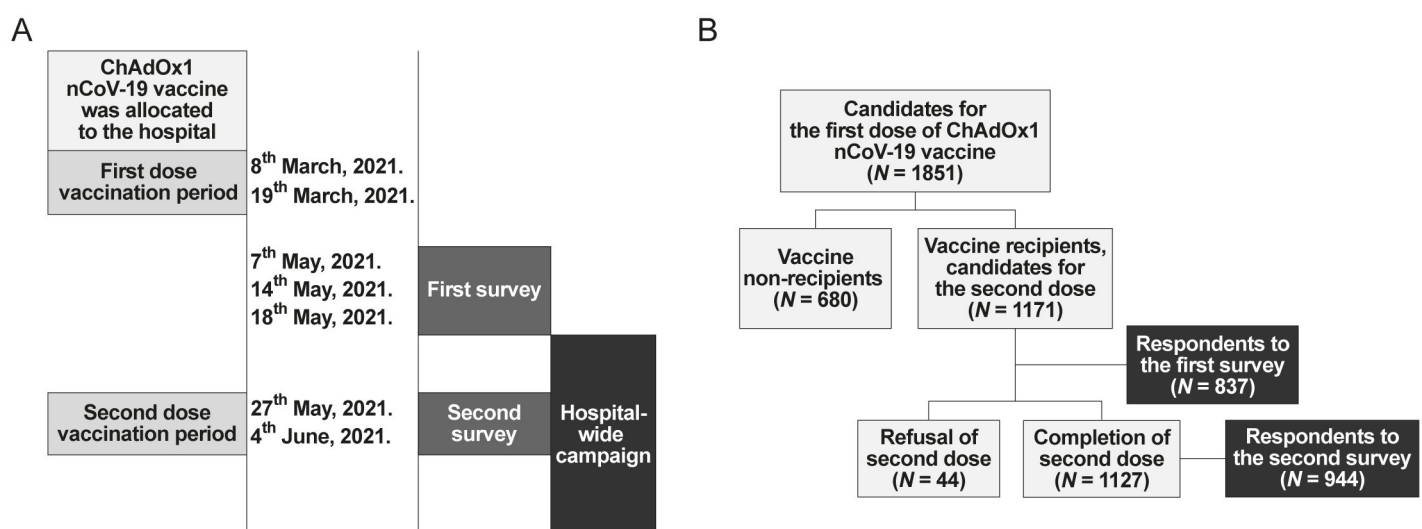 A
ChAdOx1
nCoV-19 vaccine
was allocated
to the hospital
First dose
vaccination period
8th March, 2021.
19th March, 2021.
7th May, 2021.
14th May, 2021.
18th May, 2021.
First survey
Second dose
vaccination period
27th May, 2021.
4th June, 2021.
Second
survey
Hospital-
wide
campaign
B
Candidates for
the first dose of ChAdOx1
nCoV-19 vaccine
(N = 1851)
Vaccine
non-recipients
(N = 680)
Vaccine recipients,
candidates for
the second dose
(N = 1171)
Respondents to
the first survey
(N = 837)
Refusal of
second dose
(N = 44)
Completion of
second dose
(N = 1127)
Respondents to
the second survey
(N = 944)